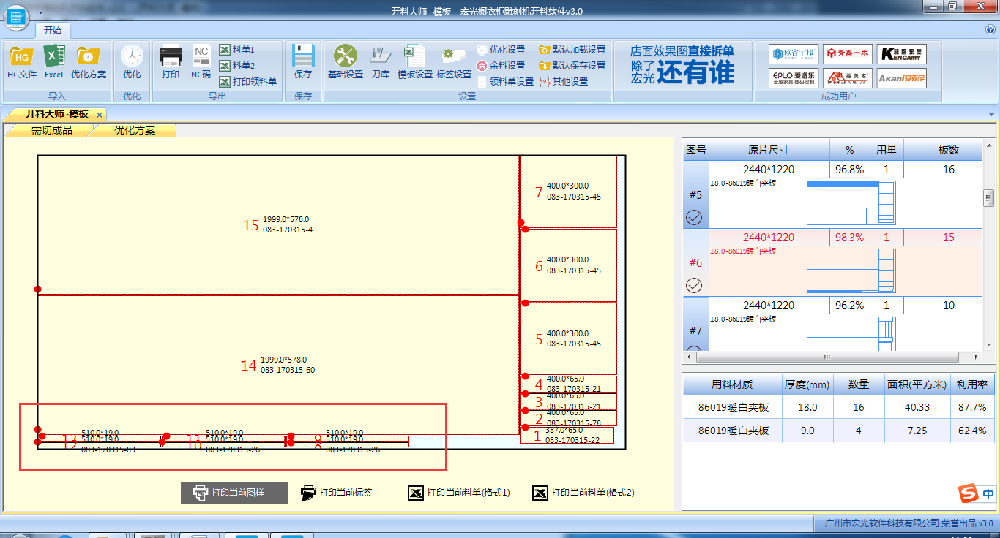 开料大师 -模板 - 宏光橱衣柜雕刻机开料软件v3.0
开始
HG文件 Excel 优化方案
导入
优化
优化
打印 NC码
料单1
料单2
打印领料单
导出
保存
保存
基础设置 刀库 模板设置 标签设置
优化设置
余料设置
领料单设置
默认加载设置
默认保存设置
其他设置
设置
店面效果图直接拆单
除了宏光 还有谁
欧睿宇邦 青岛一木 凯恩家美 KENCAMY
EPLO 爱谱乐 全屋家具 数码定制 福美家 AKani爱嘉尼
成功用户
开料大师 -模板
需切成品 优化方案
15 1999.0*578.0
083-170315-4
14 1999.0*578.0
083-170315-60
7 400.0*300.0
083-170315-45
6 400.0*300.0
083-170315-45
5 400.0*300.0
083-170315-45
4 400.0*65.0
083-170315-21
3 400.0*65.0
083-170315-21
2 400.0*65.0
083-170315-78
1 387.0*65.0
083-170315-22
13 510.0*19.0 11 510.0*19.0 9 510.0*19.0
12 510.0*19.0 10 510.0*19.0 8 510.0*19.0
083-170315-83 083-170315-26 083-170315-26
打印当前图样 打印当前标签 打印当前料单(格式1) 打印当前料单(格式2)
图号 原片尺寸 % 用量 板数
#5 2440*1220 96.8% 1 16
18.0-86019暖白夹板
#6 2440*1220 98.3% 1 15
18.0-86019暖白夹板
#7 2440*1220 96.2% 1 10
18.0-86019暖白夹板
用料材质 厚度(mm) 数量 面积(平方米) 利用率
86019暖白夹板 18.0 16 40.33 87.7%
86019暖白夹板 9.0 4 7.25 62.4%
S 中
广州市宏光软件科技有限公司 荣誉出品 v3.0